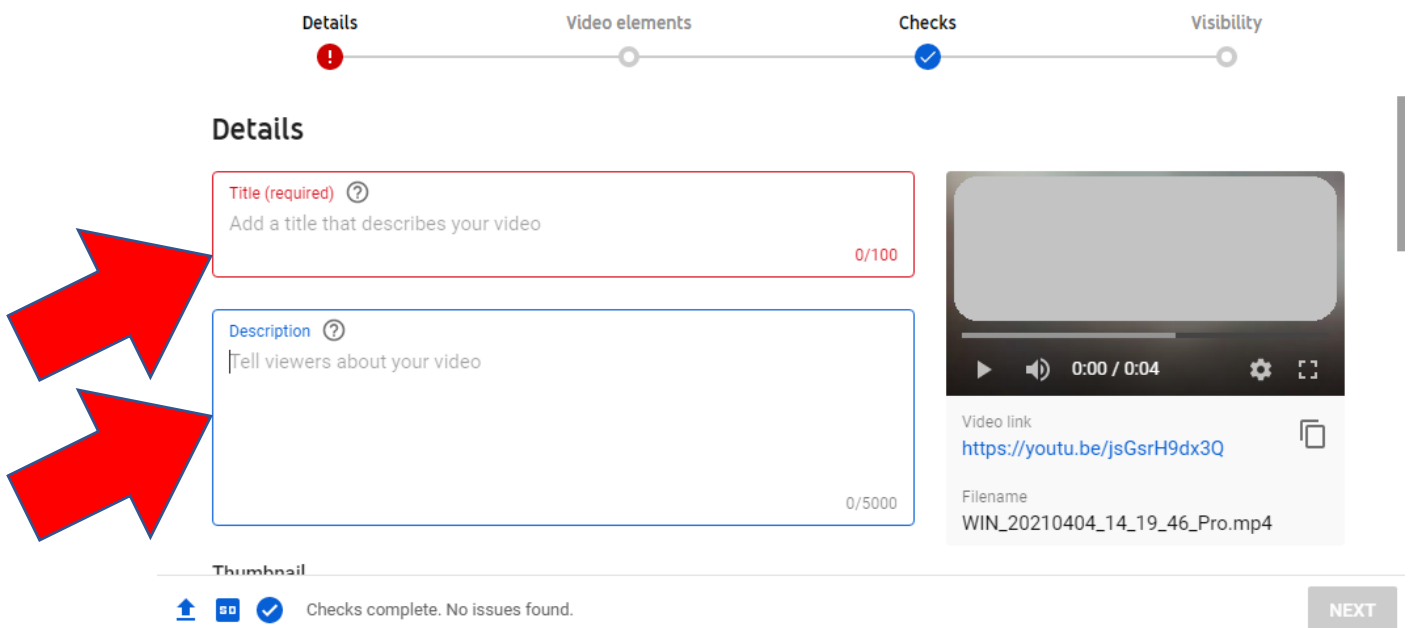 Details Video elements Checks Visibility
Details
Title (required)
Add a title that describes your video
0/100
Description
Tell viewers about your video
0/5000
0:00 / 0:04
Video link
https://youtu.be/jsGsrH9dx3Q
Filename
WIN_20210404_14_19_46_Pro.mp4
Thumbnail
SD Checks complete. No issues found.
NEXT